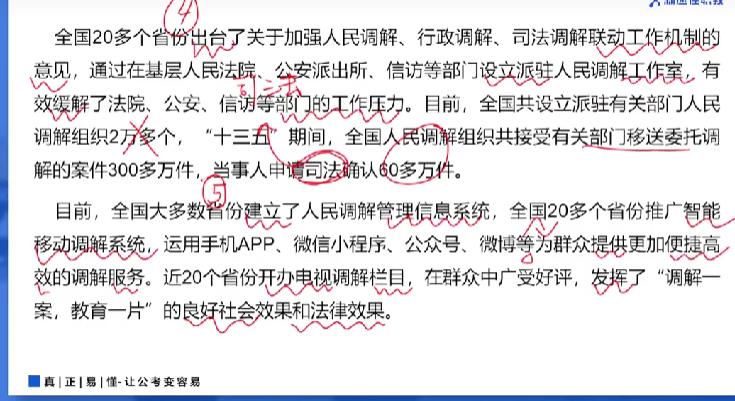 ④
全国20多个省份出台了关于加强人民调解、行政调解、司法调解联动工作机制的
意见，通过在基层人民法院、公安派出所、信访等部门设立派驻人民调解工作室，有
司法
效缓解了法院、公安、信访等部门的工作压力。目前，全国共设立派驻有关部门人民
调解组织2万多个，“十三五”期间，全国人民调解组织共接受有关部门移送委托调
解的案件300多万件，当事人申请司法确认60多万件。
⑤
目前，全国大多数省份建立了人民调解管理信息系统，全国20多个省份推广智能
移动调解系统，运用手机APP、微信小程序、公众号、微博等为群众提供更加便捷高
效的调解服务。近20个省份开办电视调解栏目，在群众中广受好评，发挥了“调解一
案，教育一片”的良好社会效果和法律效果。
真|正|易|懂-让公考变容易